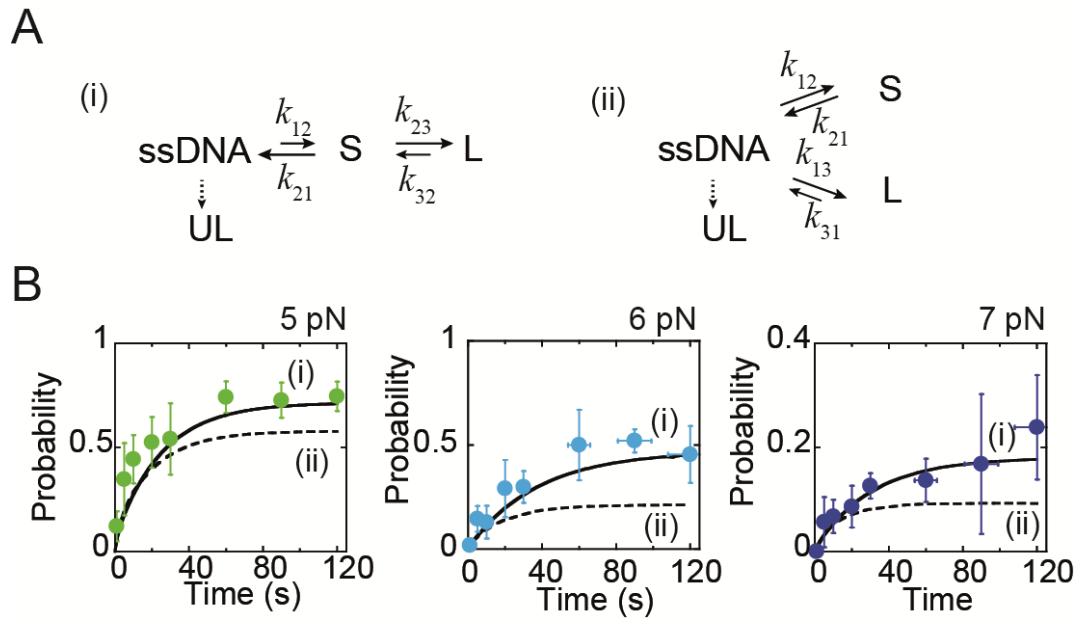 A
(i)
k12
k23
ssDNA
S
L
k21
k32
UL
(ii)
k12
S
k21
ssDNA
k13
L
k31
UL
B
5 pN
6 pN
7 pN
Probability
1
0.5
0
(i)
(ii)
0 40 80 120
Time (s)
Probability
1
0.5
0
(i)
(ii)
40 80 120
Time (s)
Probability
0.4
0.2
0
(i)
(ii)
0 40 80 120
Time